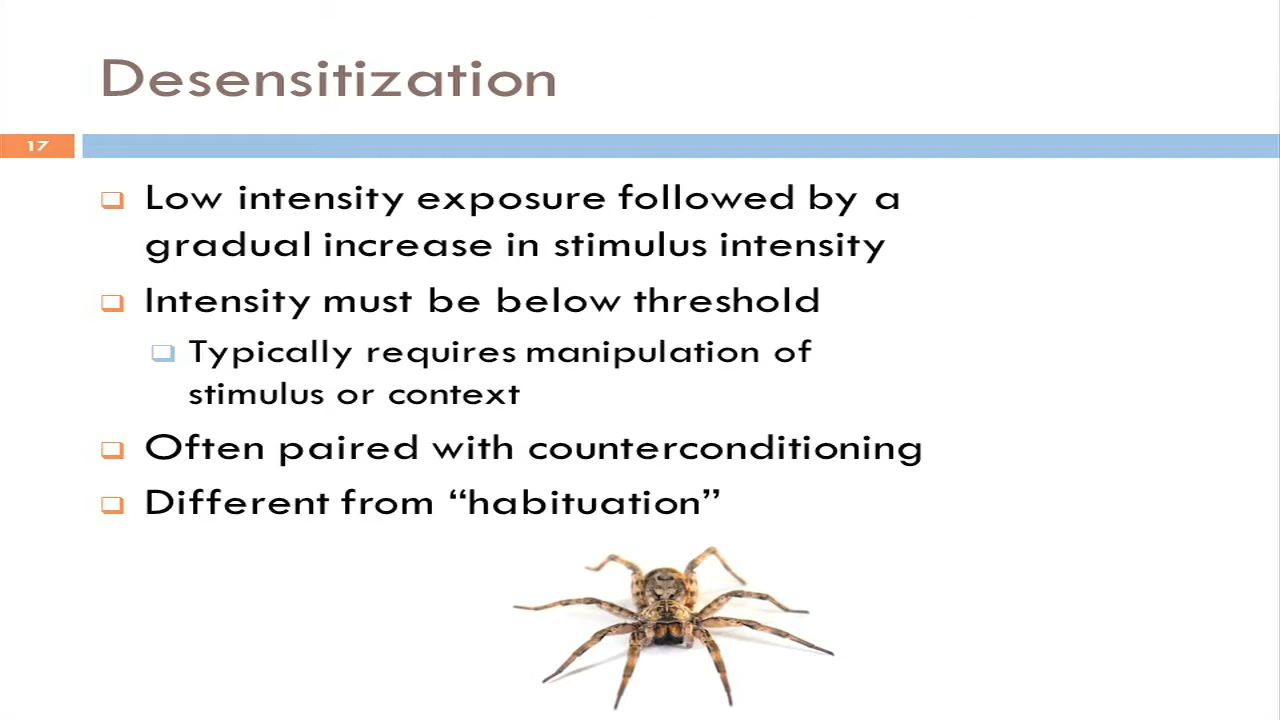 Desensitization
17
Low intensity exposure followed by a
gradual increase in stimulus intensity
Intensity must be below threshold
Typically requires manipulation of
stimulus or context
Often paired with counterconditioning
Different from “habituation”